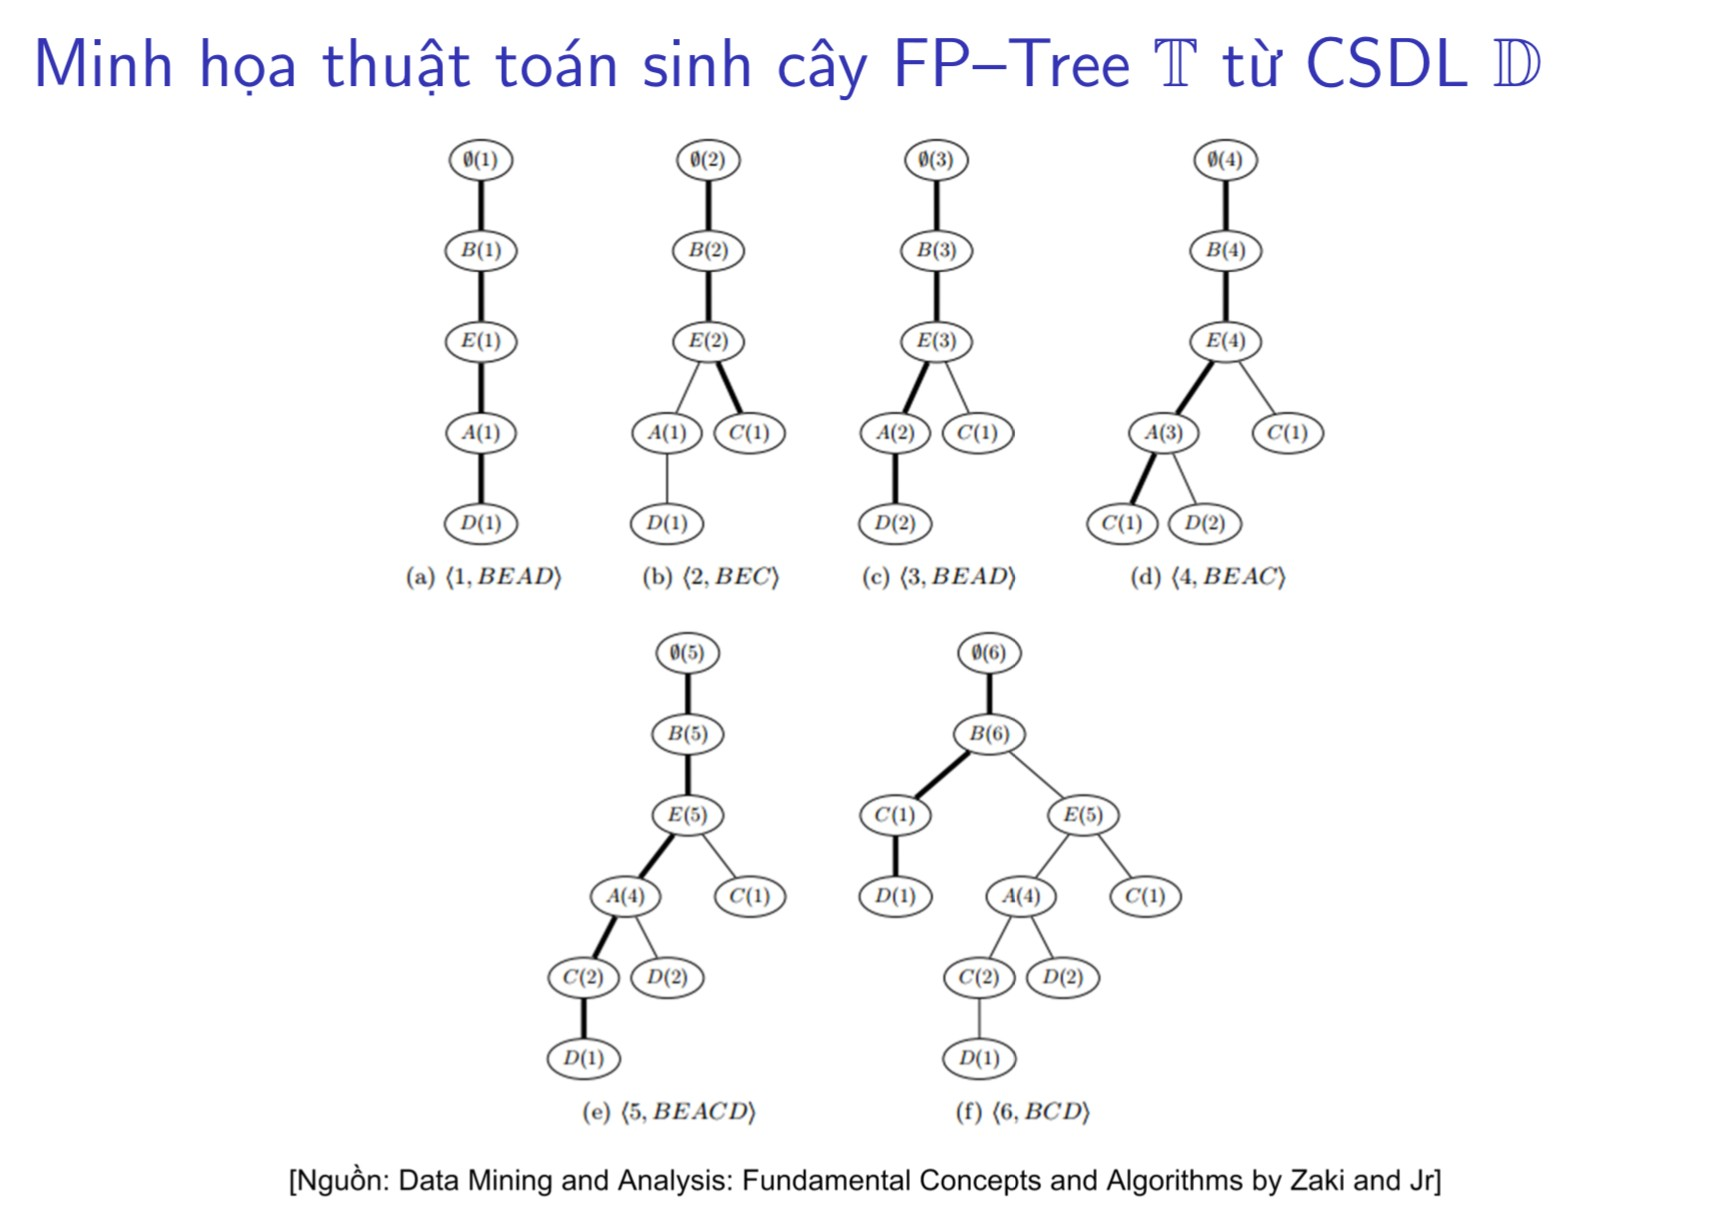 Minh họa thuật toán sinh cây FP–Tree 𝕋 từ CSDL 𝔻
∅(1) ∅(2) ∅(3) ∅(4)
B(1) B(2) B(3) B(4)
E(1) E(2) E(3) E(4)
A(1) A(1) C(1) A(2) C(1) A(3) C(1)
D(1) D(1) D(2) C(1) D(2)
(a) ⟨1, BEAD⟩ (b) ⟨2, BEC⟩ (c) ⟨3, BEAD⟩ (d) ⟨4, BEAC⟩
∅(5) ∅(6)
B(5) B(6)
E(5) C(1) E(5)
A(4) C(1) D(1) A(4) C(1)
C(2) D(2) C(2) D(2)
D(1) D(1)
(e) ⟨5, BEACD⟩ (f) ⟨6, BCD⟩
[Nguồn: Data Mining and Analysis: Fundamental Concepts and Algorithms by Zaki and Jr]